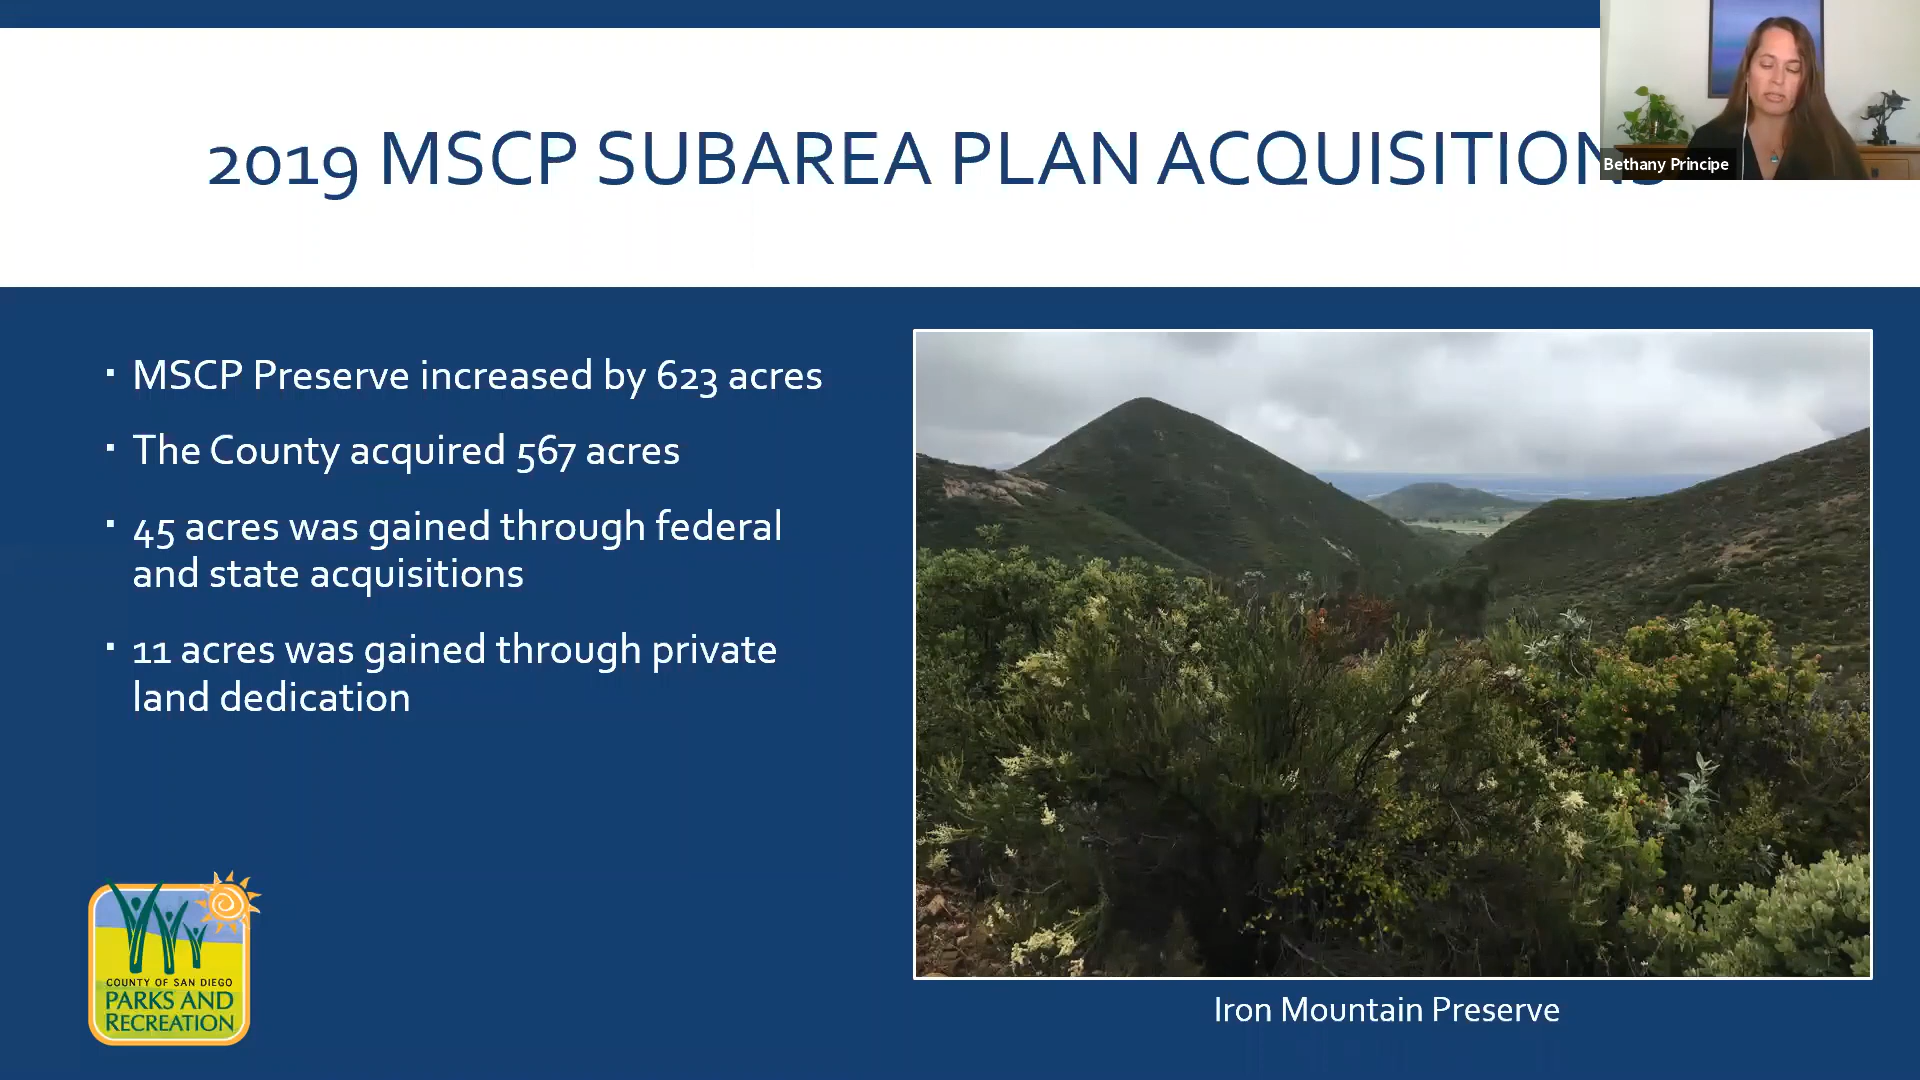 2019 MSCP SUBAREA PLAN ACQUISITIONS
Bethany Principe
▪ MSCP Preserve increased by 623 acres
▪ The County acquired 567 acres
▪ 45 acres was gained through federal
and state acquisitions
▪ 11 acres was gained through private
land dedication
COUNTY OF SAN DIEGO
PARKS AND
RECREATION
Iron Mountain Preserve